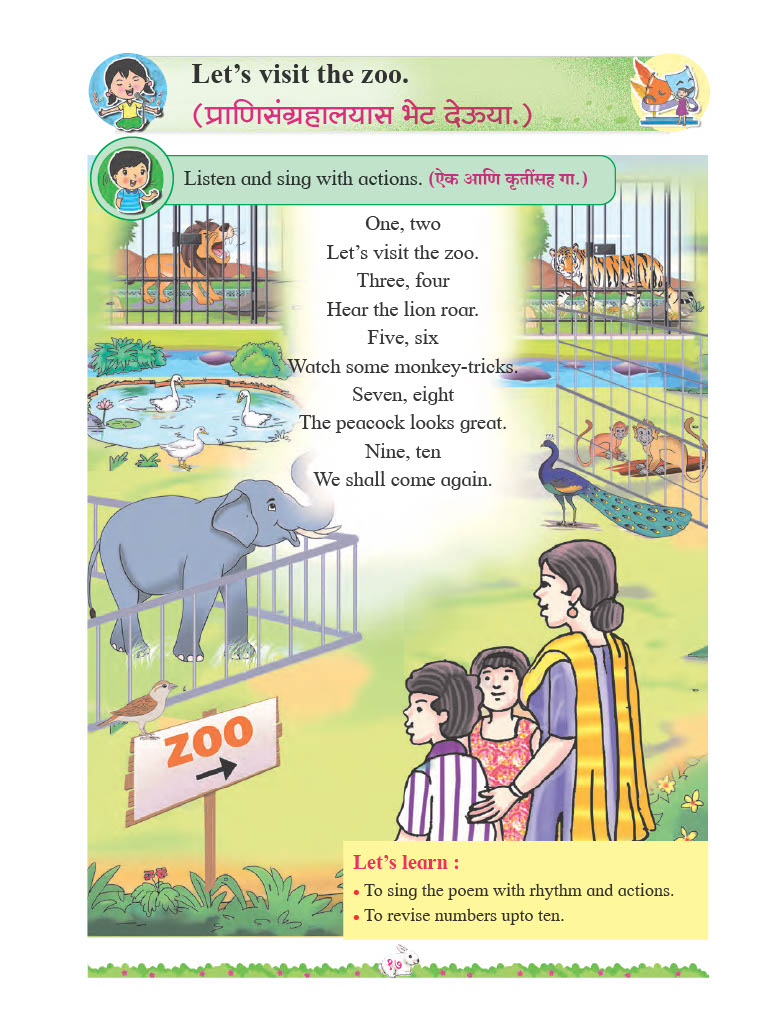 Let's visit the zoo.
(प्राणिसंग्रहालयास भेट देऊया.)
Listen and sing with actions. (ऐक आणि कृतींसह गा.)
One, two
Let's visit the zoo.
Three, four
Hear the lion roar.
Five, six
Watch some monkey-tricks.
Seven, eight
The peacock looks great.
Nine, ten
We shall come again.
ZOO
Let's learn :
• To sing the poem with rhythm and actions.
• To revise numbers upto ten.
१७